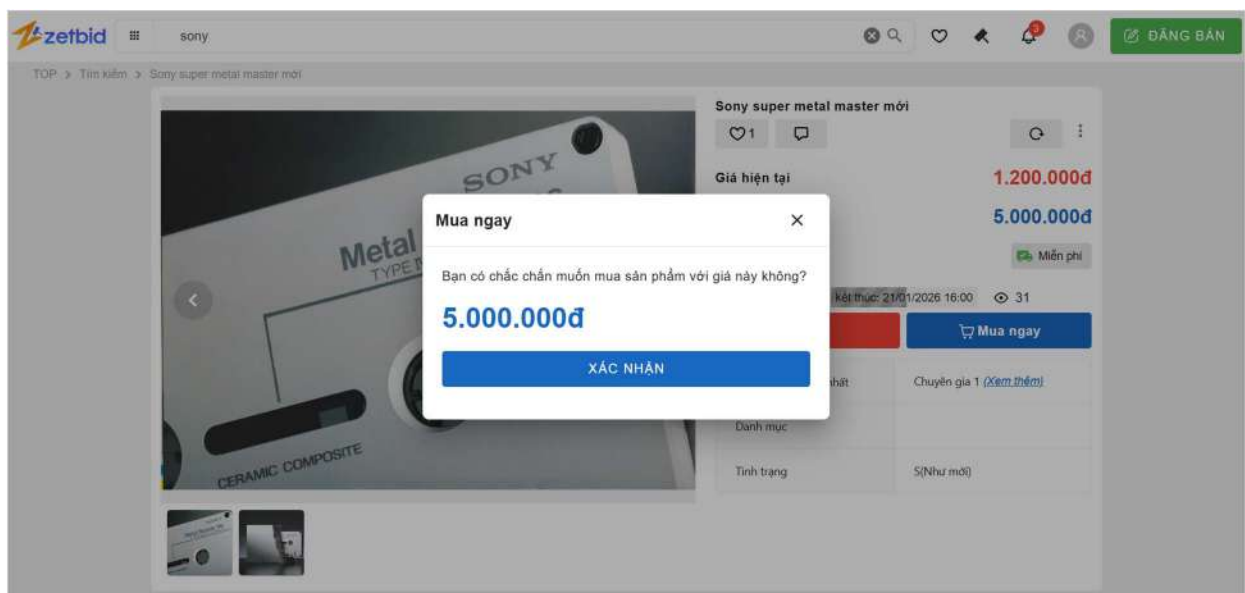 zetbid
sony
3
ĐĂNG BÁN
TOP > Tìm kiếm > Sony super metal master mới
Sony super metal master mới
1
Giá hiện tại
1.200.000đ
5.000.000đ
Miễn phí
kết thúc: 21/01/2026 16:00
31
Mua ngay
nhất
Chuyên gia 1 (Xem thêm)
Danh mục
Tình trạng
S(Như mới)
SONY
Metal
TYPE
CERAMIC COMPOSITE
Mua ngay
Bạn có chắc chắn muốn mua sản phẩm với giá này không?
5.000.000đ
XÁC NHẬN